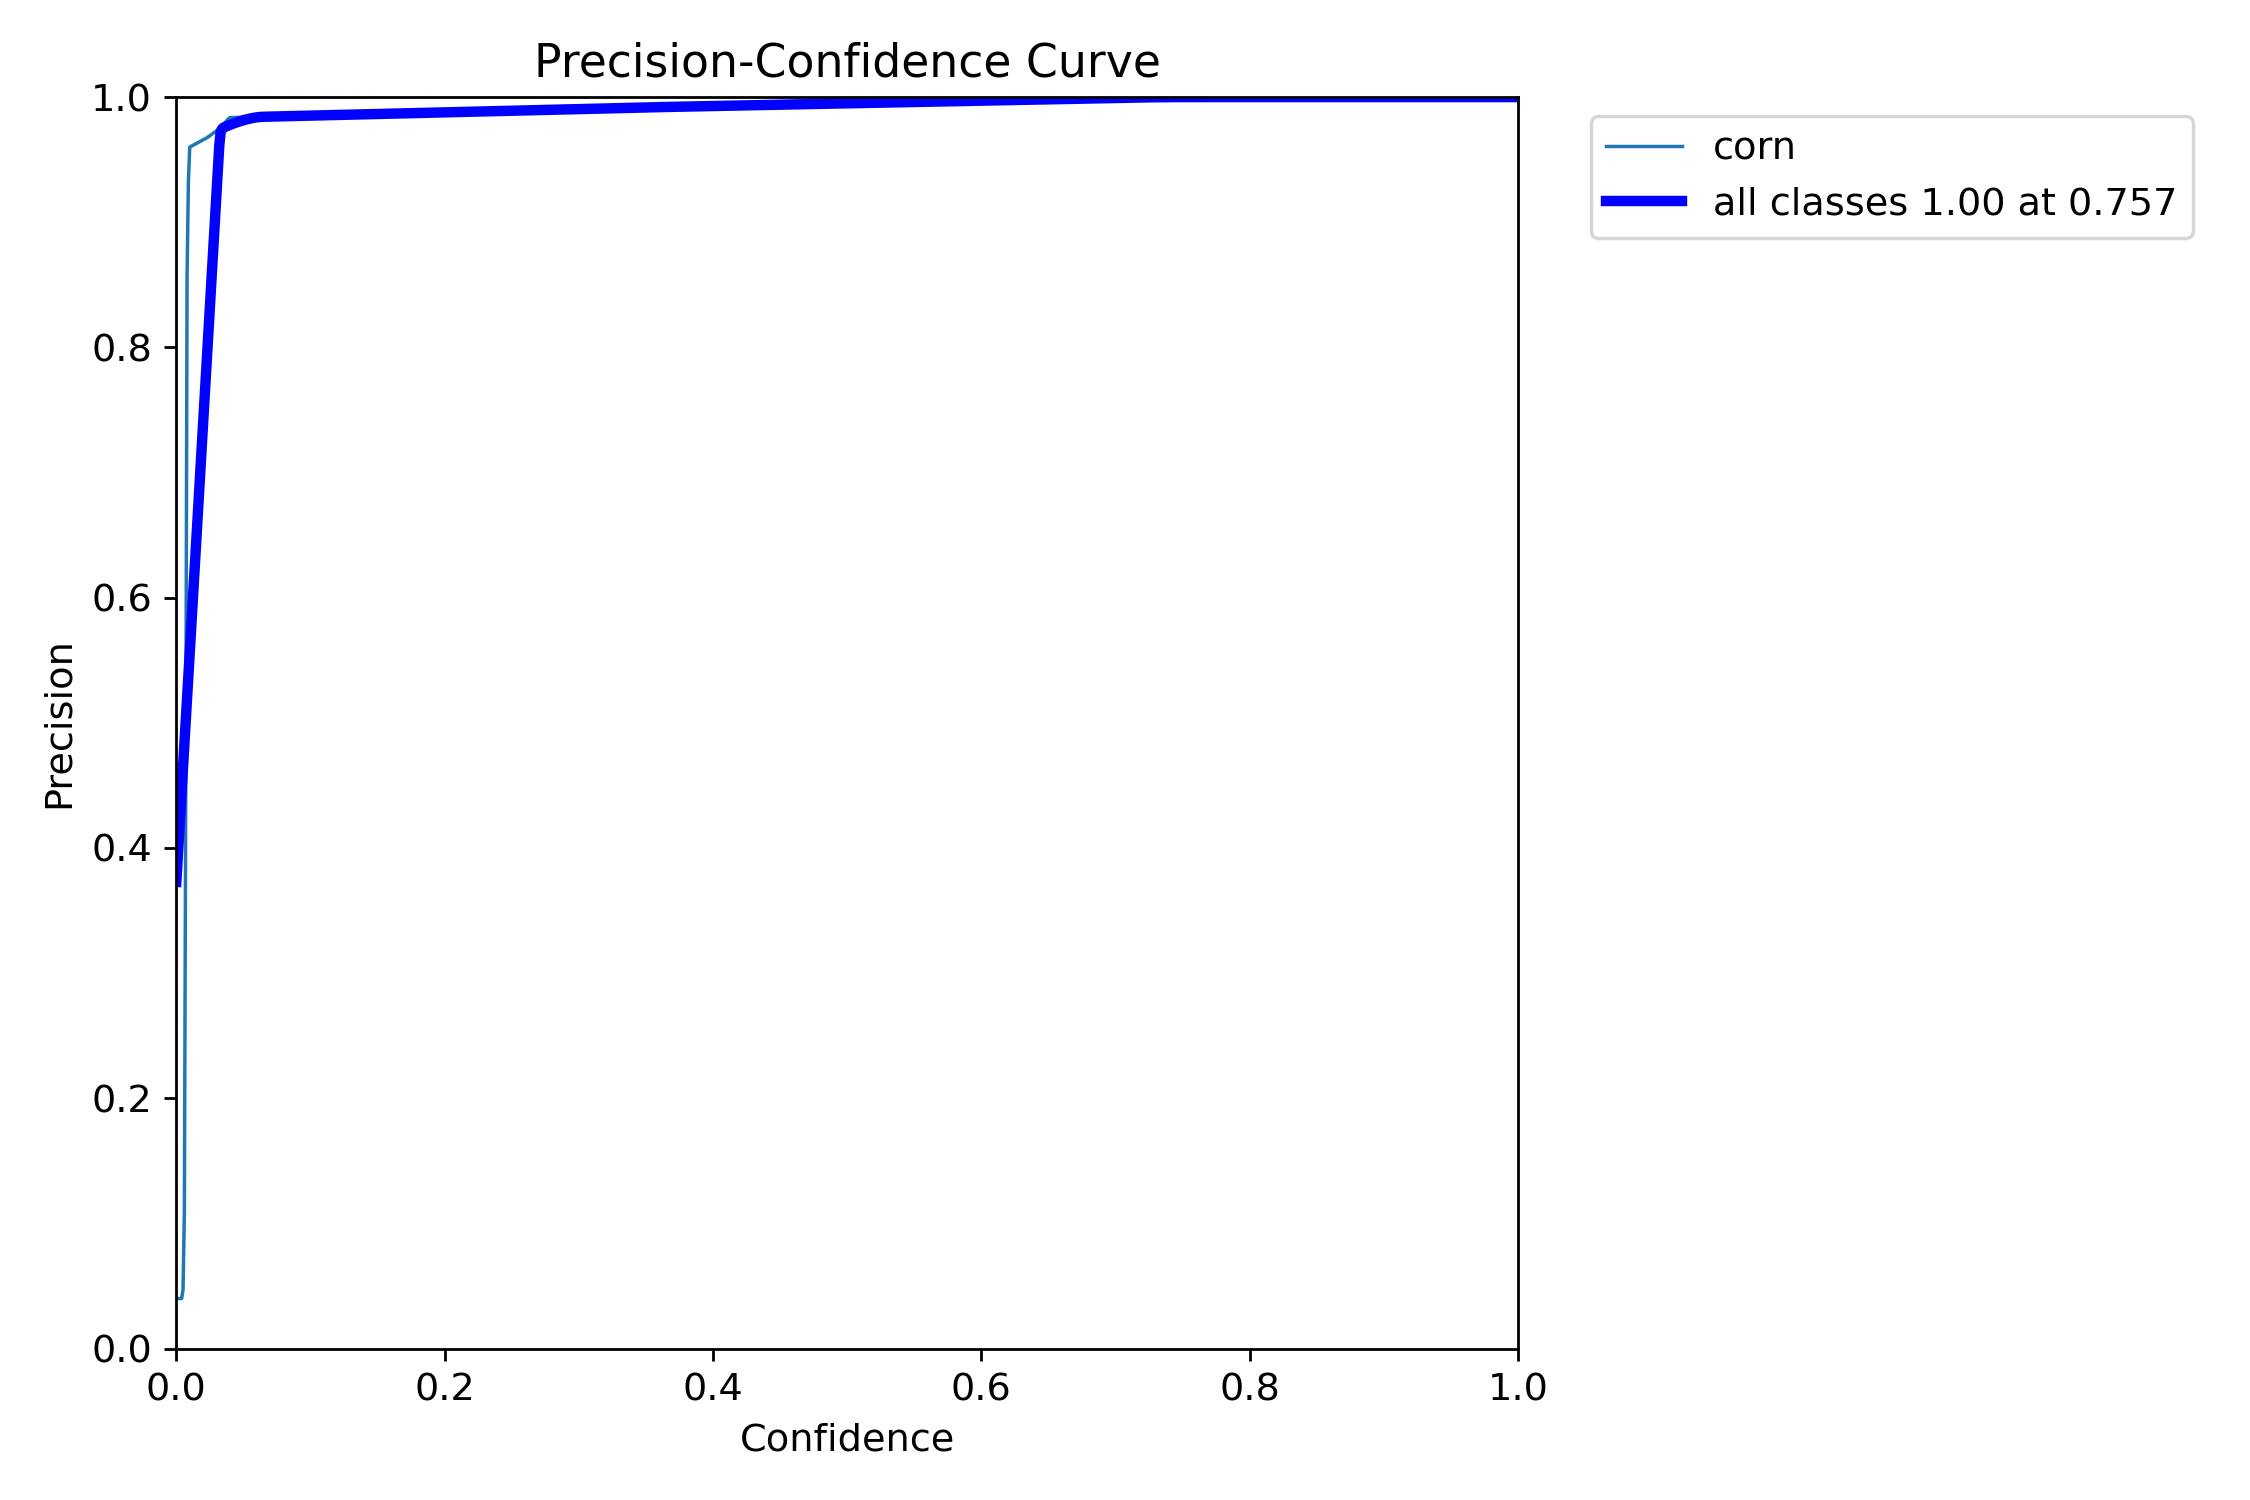 Precision-Confidence Curve
1.0
0.8
0.6
0.4
0.2
0.0
Precision
0.0 0.2 0.4 0.6 0.8 1.0
Confidence
corn
all classes 1.00 at 0.757